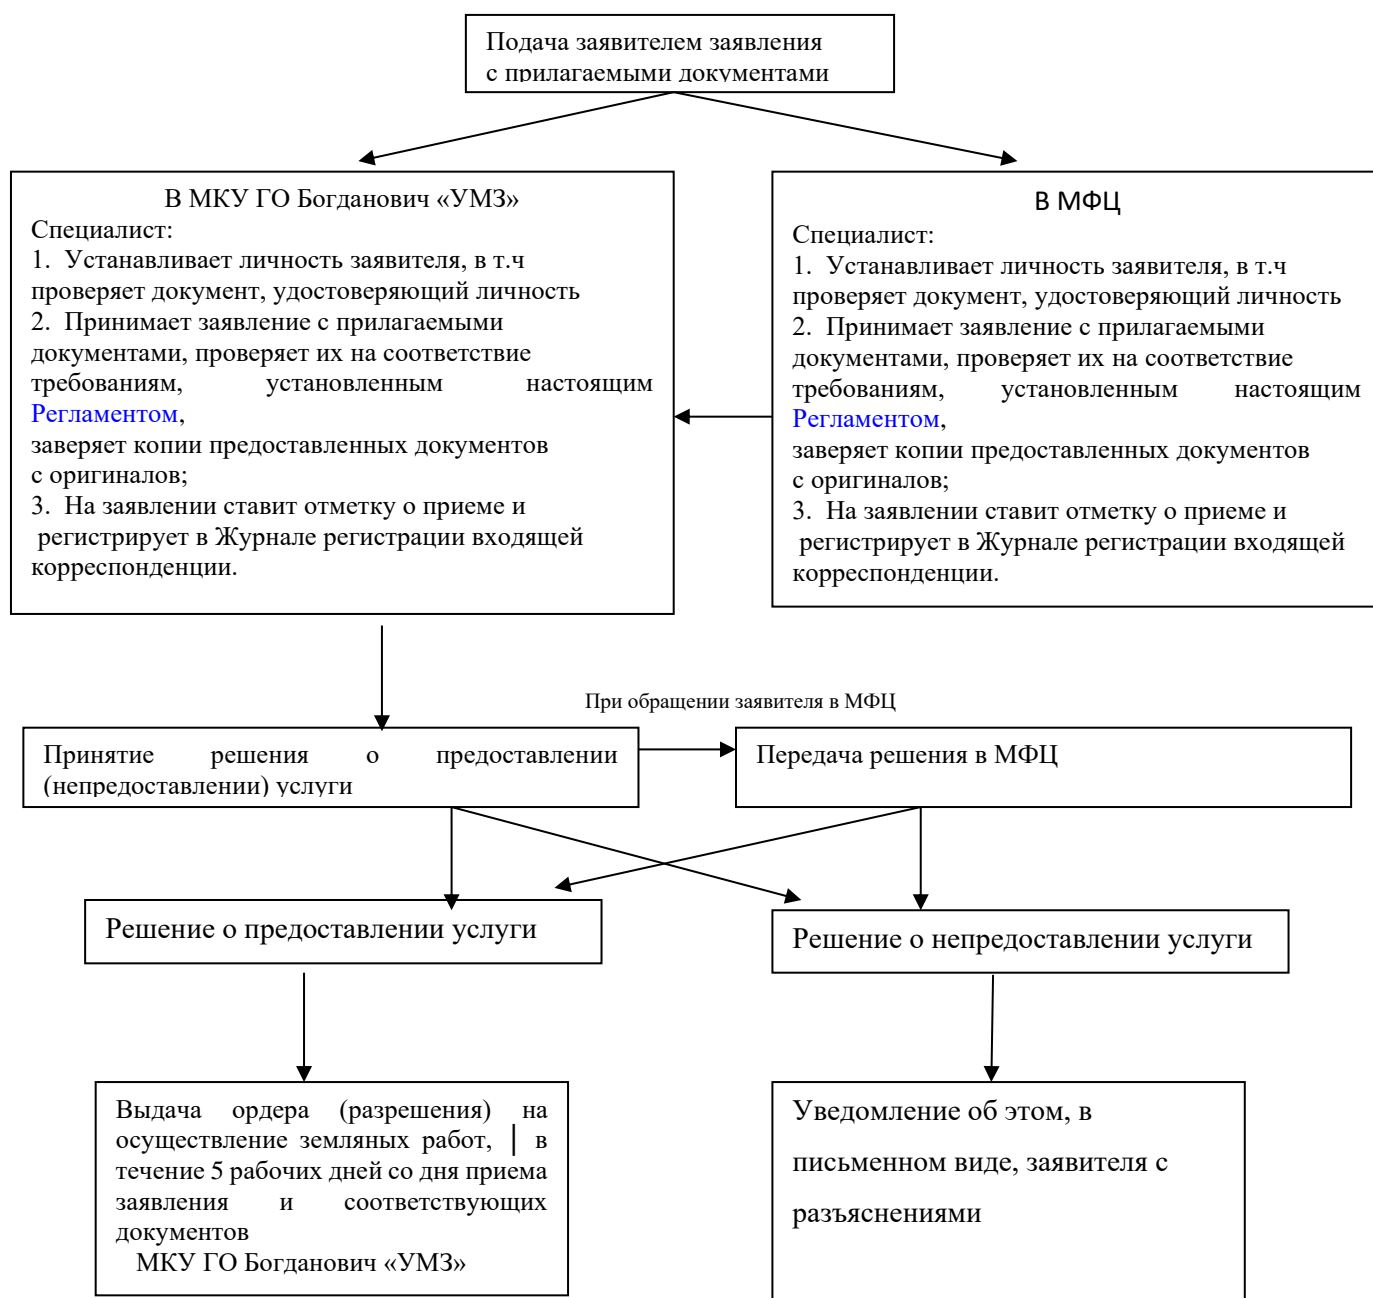 Подача заявителем заявления
с прилагаемыми документами
В МКУ ГО Богданович «УМЗ»
Специалист:
1. Устанавливает личность заявителя, в т.ч
проверяет документ, удостоверяющий личность
2. Принимает заявление с прилагаемыми
документами, проверяет их на соответствие
требованиям, установленным настоящим
Регламентом,
заверяет копии предоставленных документов
с оригиналов;
3. На заявлении ставит отметку о приеме и
регистрирует в Журнале регистрации входящей
корреспонденции.
В МФЦ
Специалист:
1. Устанавливает личность заявителя, в т.ч
проверяет документ, удостоверяющий личность
2. Принимает заявление с прилагаемыми
документами, проверяет их на соответствие
требованиям, установленным настоящим
Регламентом,
заверяет копии предоставленных документов
с оригиналов;
3. На заявлении ставит отметку о приеме и
регистрирует в Журнале регистрации входящей
корреспонденции.
При обращении заявителя в МФЦ
Принятие решения о предоставлении
(непредоставлении) услуги
Передача решения в МФЦ
Решение о предоставлении услуги
Решение о непредоставлении услуги
Выдача ордера (разрешения) на
осуществление земляных работ, │ в
течение 5 рабочих дней со дня приема
заявления и соответствующих
документов
МКУ ГО Богданович «УМЗ»
Уведомление об этом, в
письменном виде, заявителя с
разъяснениями